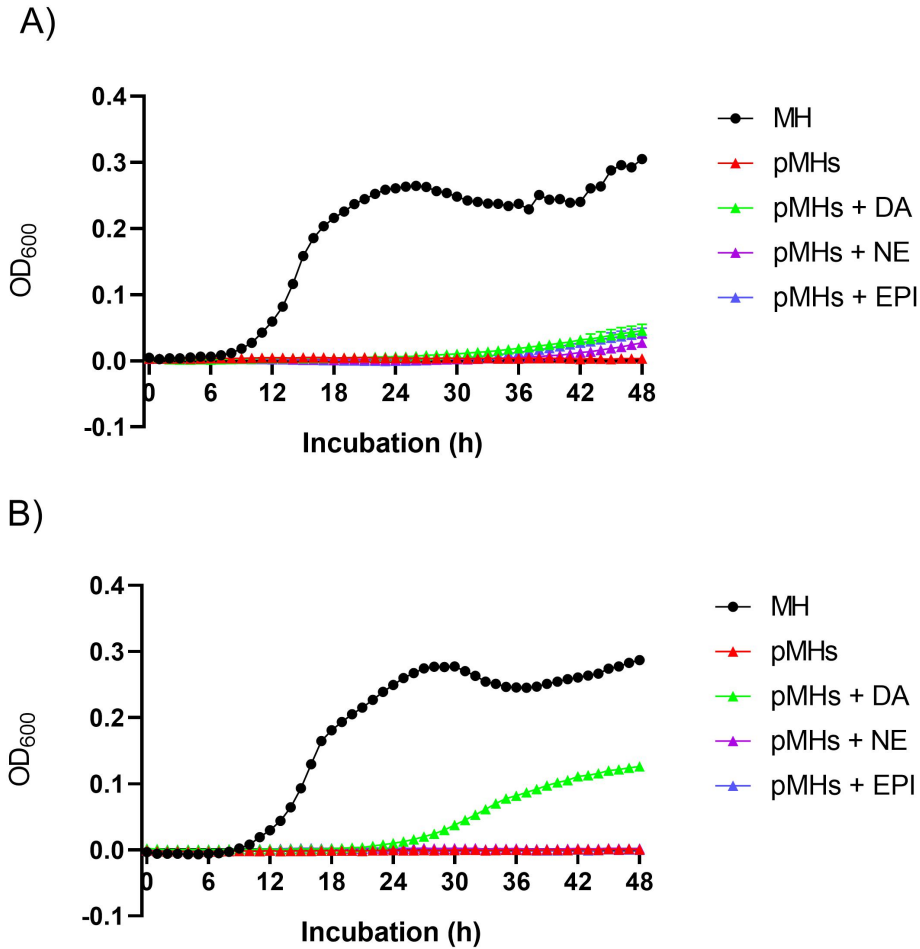 A)
0.4
0.3
0.2
0.1
0.0
-0.1
OD600
0 6 12 18 24 30 36 42 48
Incubation (h)
MH
pMHs
pMHs + DA
pMHs + NE
pMHs + EPI
B)
0.4
0.3
0.2
0.1
0.0
-0.1
OD600
0 6 12 18 24 30 36 42 48
Incubation (h)
MH
pMHs
pMHs + DA
pMHs + NE
pMHs + EPI